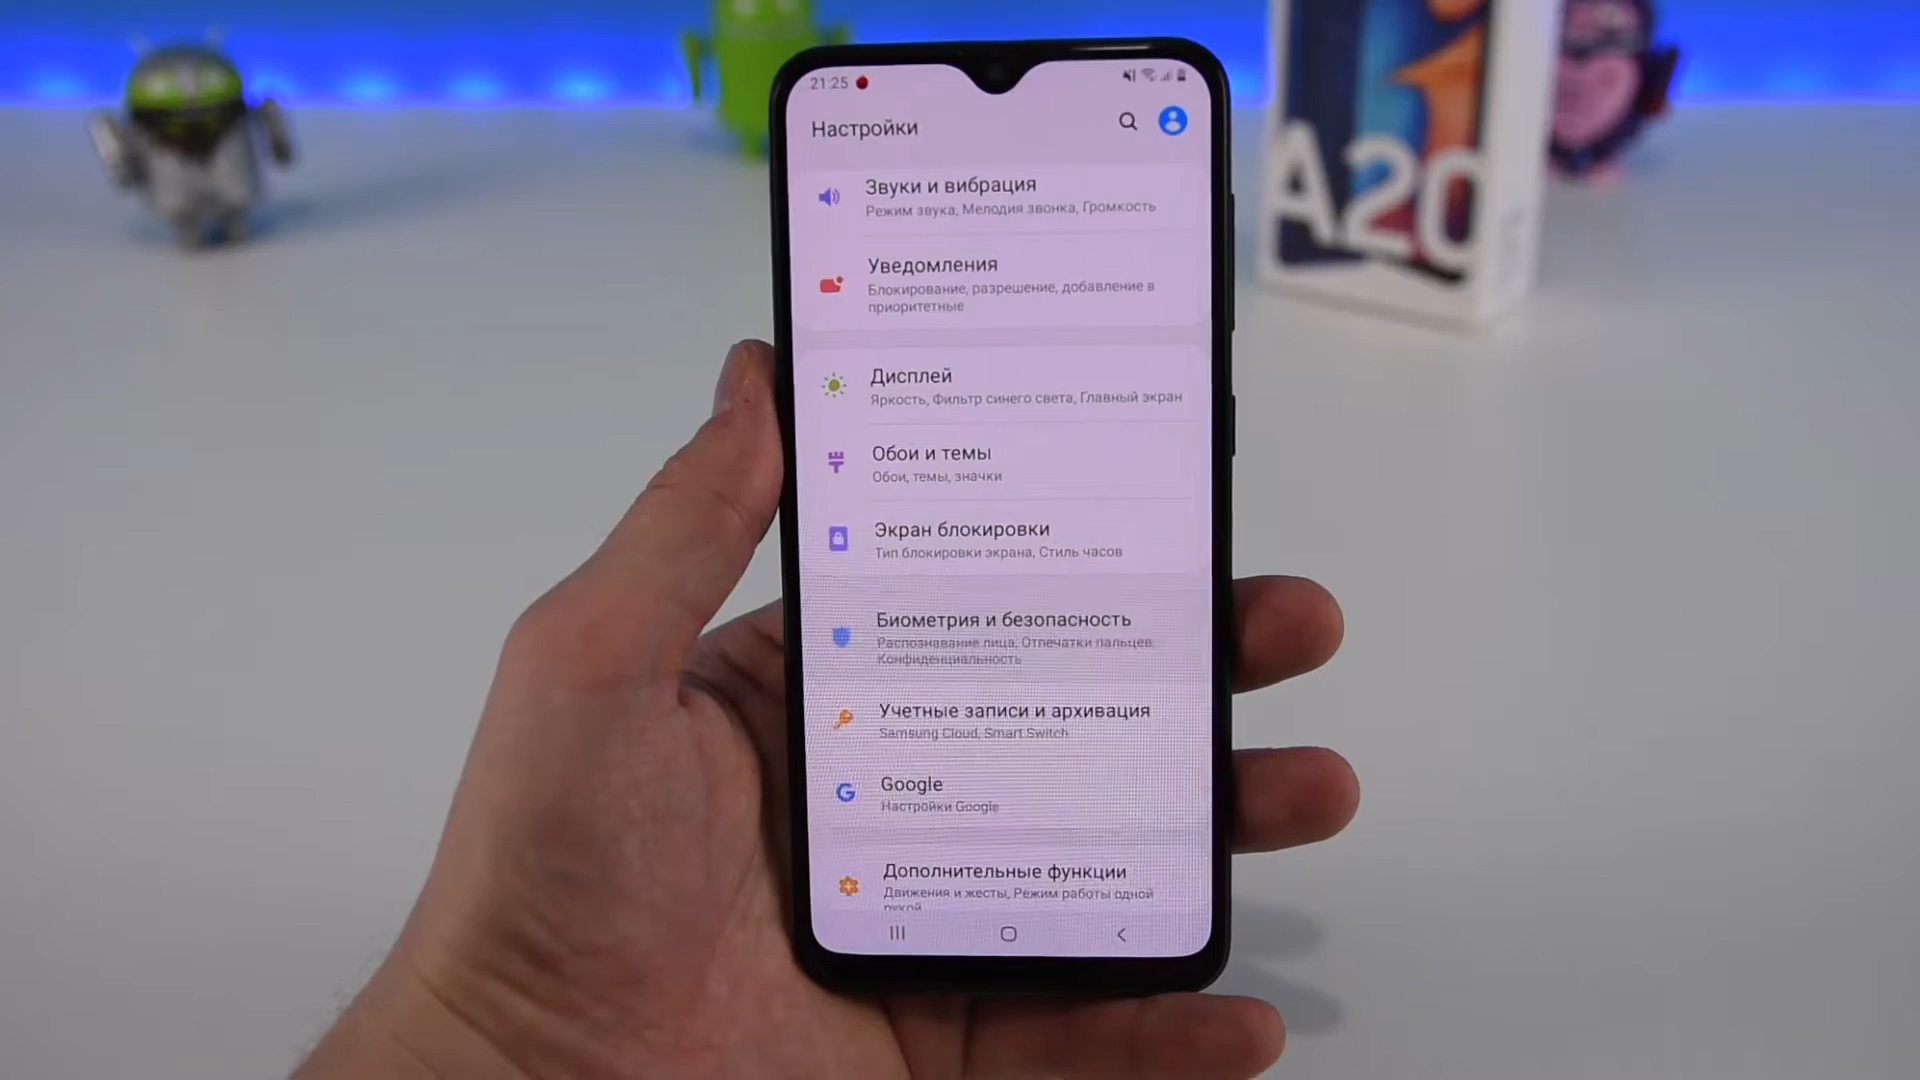 21:25
Настройки
Звуки и вибрация
Режим звука, Мелодия звонка, Громкость
Уведомления
Блокирование, разрешение, добавление в
приоритетные
Дисплей
Яркость, Фильтр синего света, Главный экран
Обои и темы
Обои, темы, значки
Экран блокировки
Тип блокировки экрана, Стиль часов
Биометрия и безопасность
Распознавание лица, Отпечатки пальцев,
Конфиденциальность
Учетные записи и архивация
Samsung Cloud, Smart Switch
Google
Настройки Google
Дополнительные функции
Движения и жесты, Режим работы одной
рукой
A20